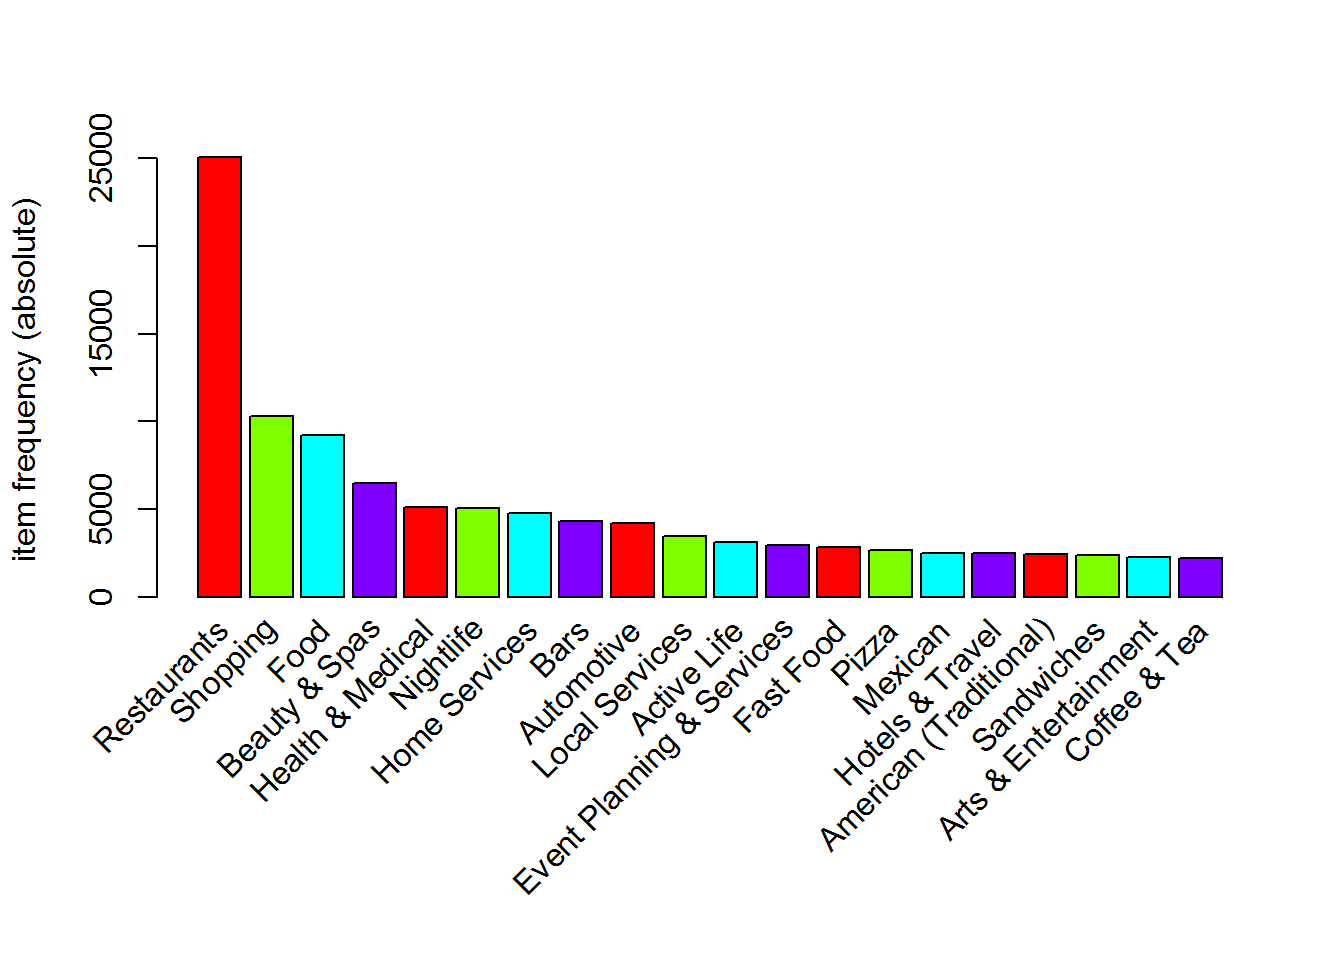 item frequency (absolute)
25000
15000
5000
0
Restaurants
Shopping
Food
Beauty & Spas
Health & Medical
Nightlife
Home Services
Bars
Automotive
Local Services
Active Life
Event Planning & Services
Fast Food
Pizza
Mexican
Hotels & Travel
American (Traditional)
Sandwiches
Arts & Entertainment
Coffee & Tea